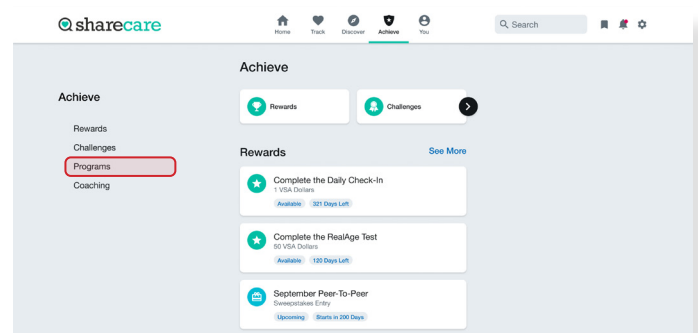 sharecare
Home Track Discover Achieve You
Search
Achieve
Rewards
Challenges
Programs
Coaching
Achieve
Rewards Challenges
Rewards See More
Complete the Daily Check-In
1 VSA Dollars
Available 321 Days Left
Complete the RealAge Test
50 VSA Dollars
Available 120 Days Left
September Peer-To-Peer
Sweepstakes Entry
Upcoming Starts in 200 Days